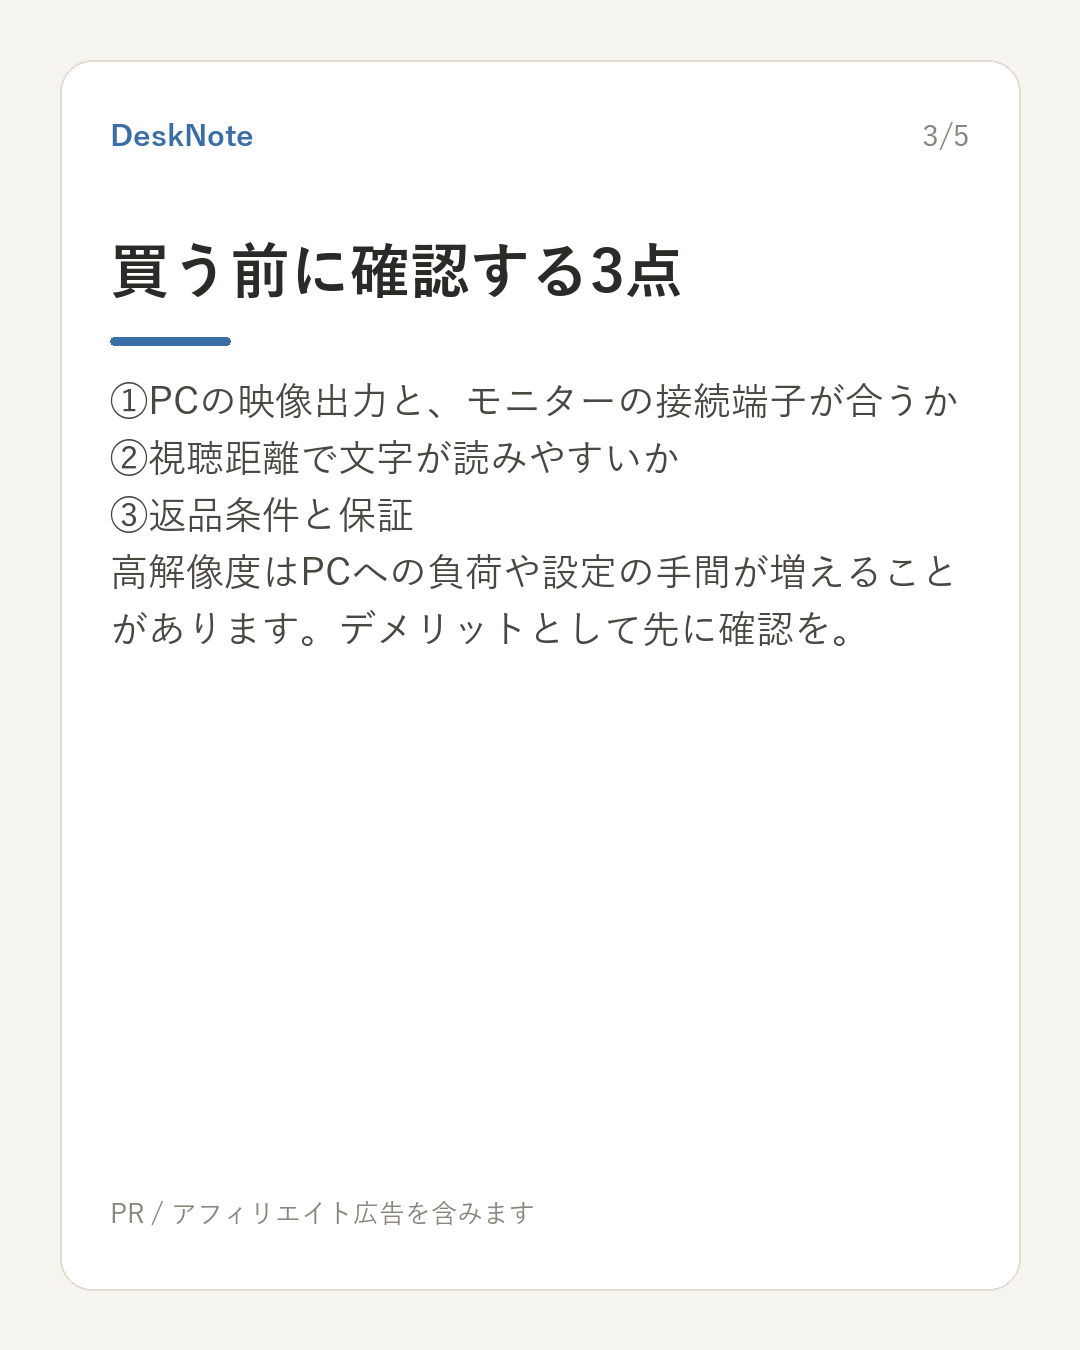 DeskNote
3/5
買う前に確認する3点
①PCの映像出力と、モニターの接続端子が合うか
②視聴距離で文字が読みやすいか
③返品条件と保証
高解像度はPCへの負荷や設定の手間が増えること
があります。デメリットとして先に確認を。
PR / アフィリエイト広告を含みます